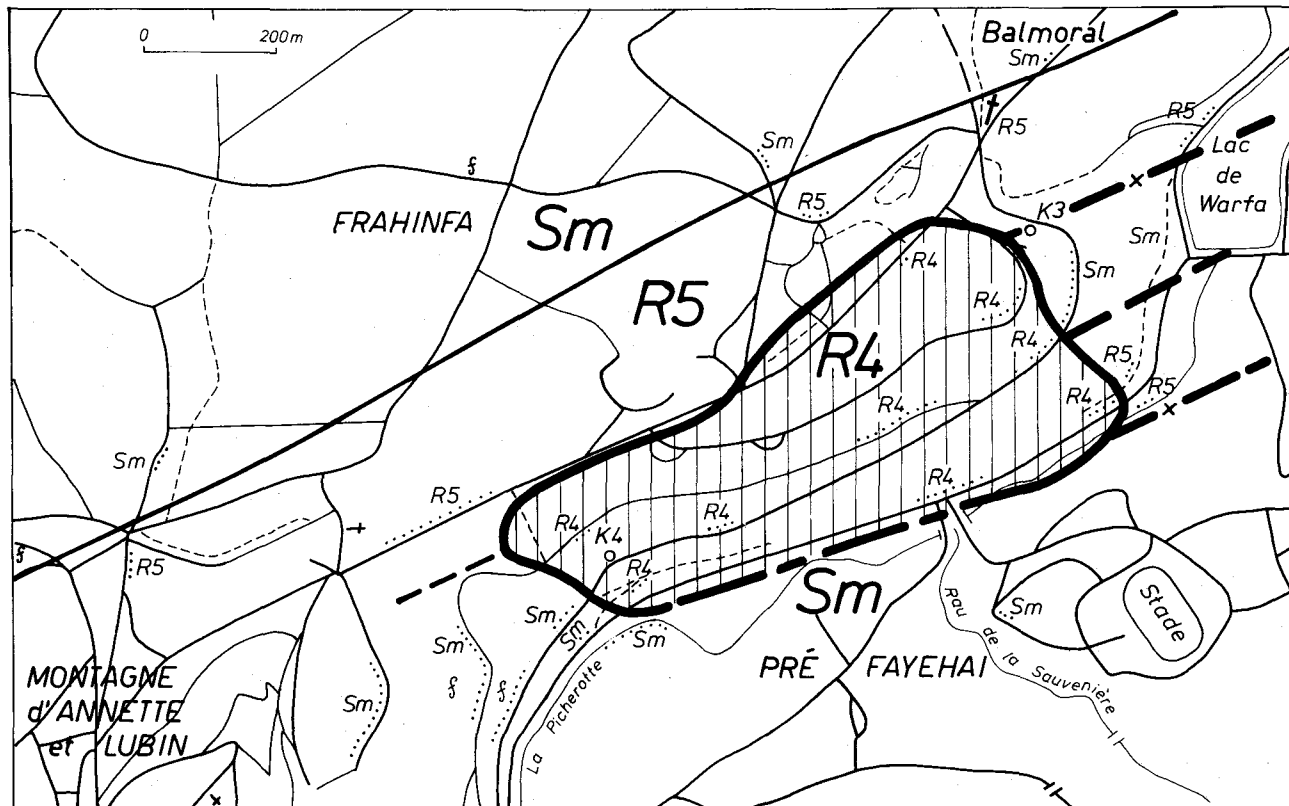 0 200m
Balmoral
Sm
R5
R5
Sm
Lac
de
Warfa
FRAHINFA
Sm
R5
K3
Sm
R4
Sm
R5
R4
R4
R4
R5
R5
R4
R4
Sm
R5
R4
R4
R4
K4
R5
R4
Sm
Sm
Sm
Sm
Sm
Sm
Stade
MONTAGNE
d'ANNETTE
et LUBIN
Sm
PRÉ FAYEHAI
La Picherotte
Rau de la Sauvenière